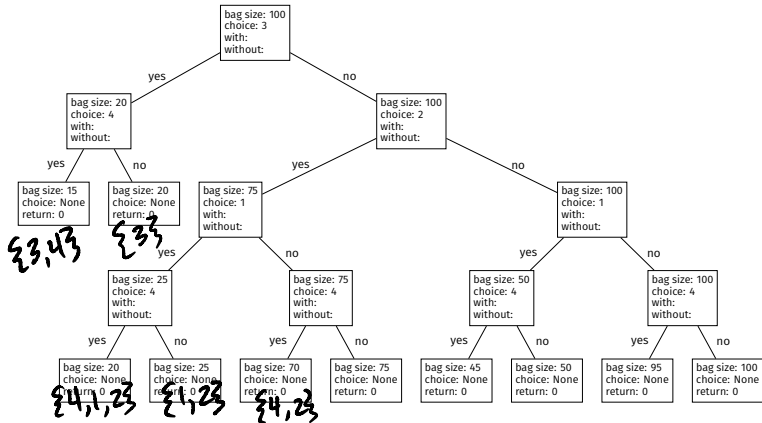 bag size: 100
choice: 3
with:
without:
yes
no
bag size: 20
choice: 4
with:
without:
bag size: 100
choice: 2
with:
without:
yes
no
yes
no
bag size: 15
choice: None
return: 0
bag size: 20
choice: None
return: 0
bag size: 75
choice: 1
with:
without:
bag size: 100
choice: 1
with:
without:
{3,4}
{3}
yes
no
yes
no
bag size: 25
choice: 4
with:
without:
bag size: 75
choice: 4
with:
without:
bag size: 50
choice: 4
with:
without:
bag size: 100
choice: 4
with:
without:
yes
no
yes
no
yes
no
yes
no
bag size: 20
choice: None
return: 0
bag size: 25
choice: None
return: 0
bag size: 70
choice: None
return: 0
bag size: 75
choice: None
return: 0
bag size: 45
choice: None
return: 0
bag size: 50
choice: None
return: 0
bag size: 95
choice: None
return: 0
bag size: 100
choice: None
return: 0
{4,1,2}
{1,2}
{4,2}